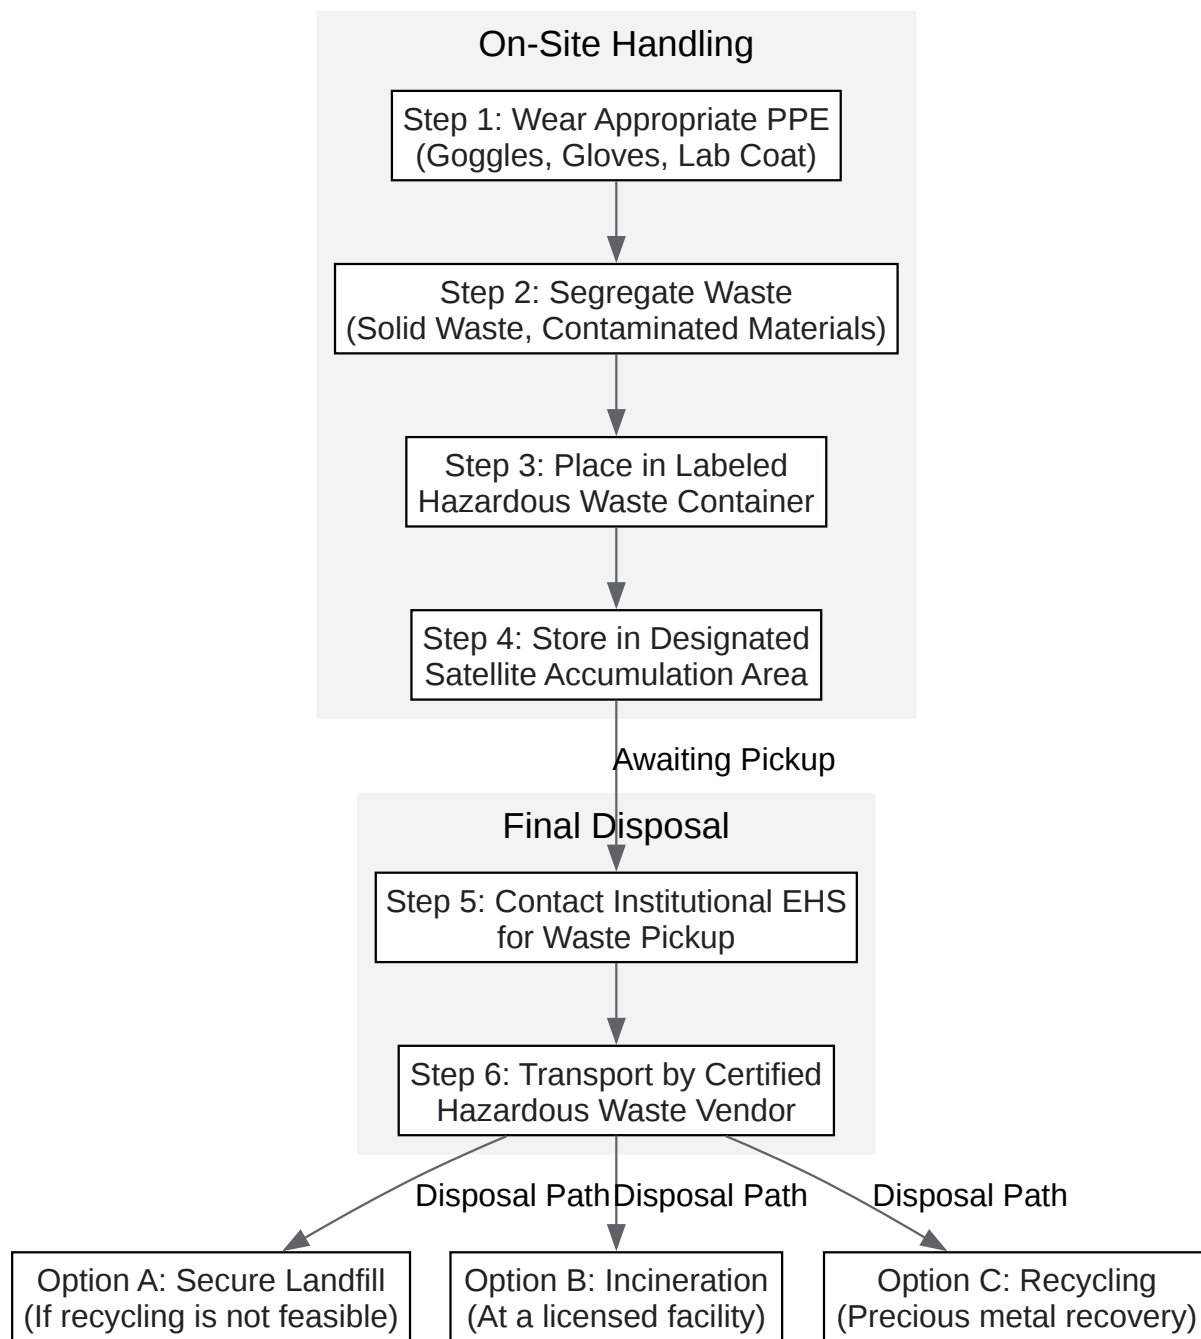 On-Site Handling
Step 1: Wear Appropriate PPE
(Goggles, Gloves, Lab Coat)
Step 2: Segregate Waste
(Solid Waste, Contaminated Materials)
Step 3: Place in Labeled
Hazardous Waste Container
Step 4: Store in Designated
Satellite Accumulation Area
Awaiting Pickup
Final Disposal
Step 5: Contact Institutional EHS
for Waste Pickup
Step 6: Transport by Certified
Hazardous Waste Vendor
Disposal Path
Disposal Path
Disposal Path
Option A: Secure Landfill
(If recycling is not feasible)
Option B: Incineration
(At a licensed facility)
Option C: Recycling
(Precious metal recovery)